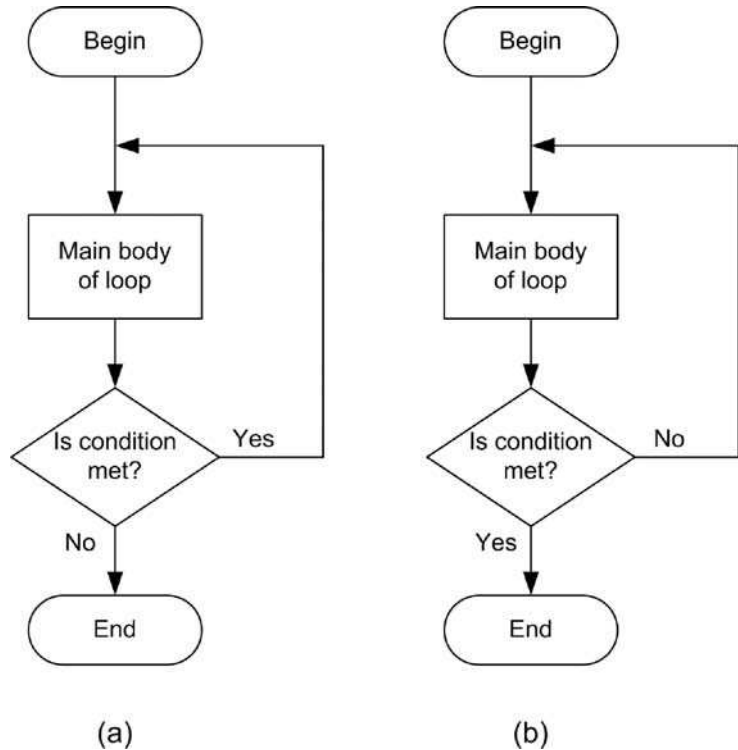 Begin
Main body
of loop
Is condition
met?
Yes
No
End
(a)
Begin
Main body
of loop
Is condition
met?
No
Yes
End
(b)